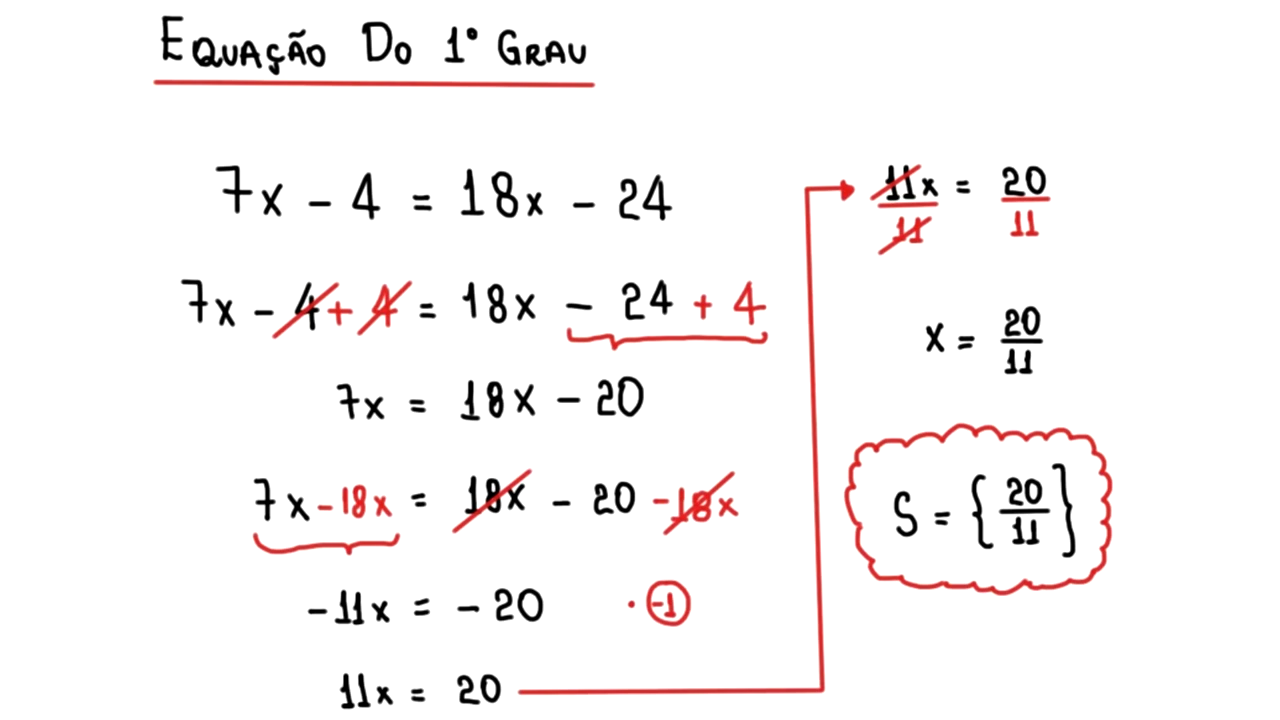 EQUAÇÃO DO 1° GRAU
7x - 4 = 18x - 24
7x - 4 + 4 = 18x - 24 + 4
7x = 18x - 20
7x - 18x = 18x - 20 - 18x
-11x = -20 · -1
11x = 20
11x/11 = 20/11
x = 20/11
S = {20/11}